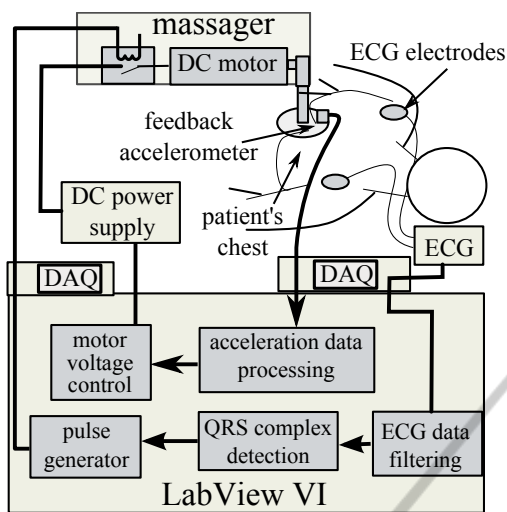 massager
ECG electrodes
DC motor
feedback
accelerometer
DC power
supply
patient's
chest
ECG
DAQ
DAQ
motor
voltage
control
acceleration data
processing
pulse
generator
QRS complex
detection
ECG data
filtering
LabView VI